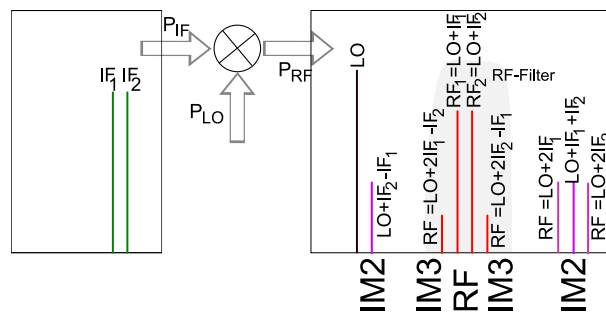 IF₁ IF₂
P_IF
P_LO
P_RF
LO
LO+IF₂-IF₁
RF =LO+2IF₁-IF₂
RF₁=LO+IF₁
RF₂=LO+IF₂
RF-Filter
RF =LO+2IF₂-IF₁
RF =LO+2IF₁
LO+IF₁+IF₂
RF =LO+2IF₂
IM2
IM3
RF
IM3
IM2